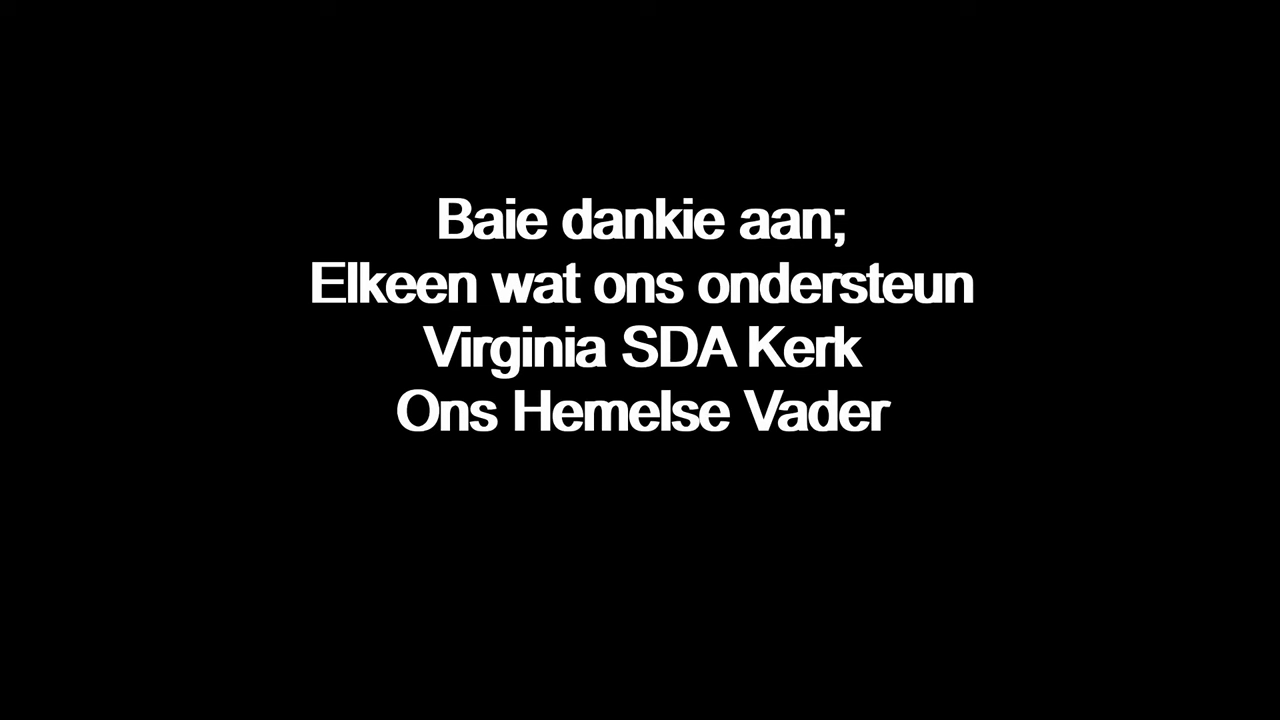 Baie dankie aan;
Elkeen wat ons ondersteun
Virginia SDA Kerk
Ons Hemelse Vader